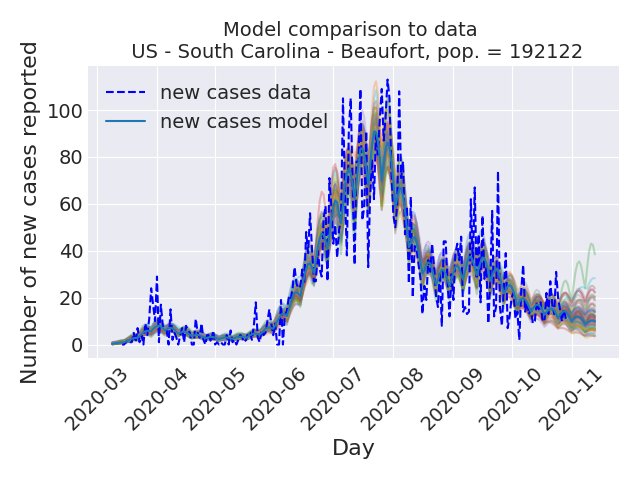 Model comparison to data
US - South Carolina - Beaufort, pop. = 192122
Number of new cases reported
100
80
60
40
20
0
new cases data
new cases model
2020-03
2020-04
2020-05
2020-06
2020-07
2020-08
2020-09
2020-10
2020-11
Day